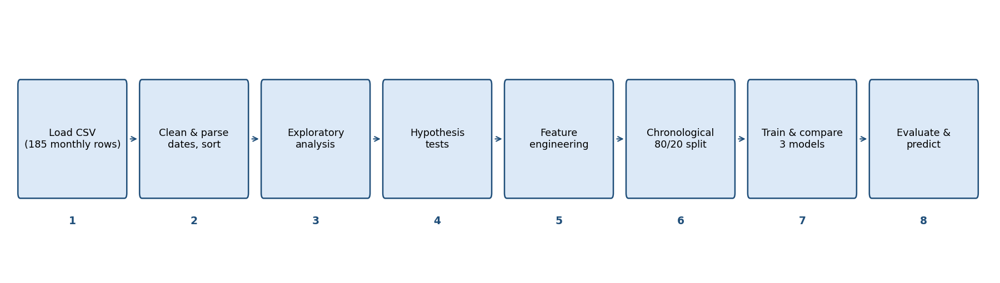 Load CSV
(185 monthly rows)
Clean & parse
dates, sort
Exploratory
analysis
Hypothesis
tests
Feature
engineering
Chronological
80/20 split
Train & compare
3 models
Evaluate &
predict
1
2
3
4
5
6
7
8